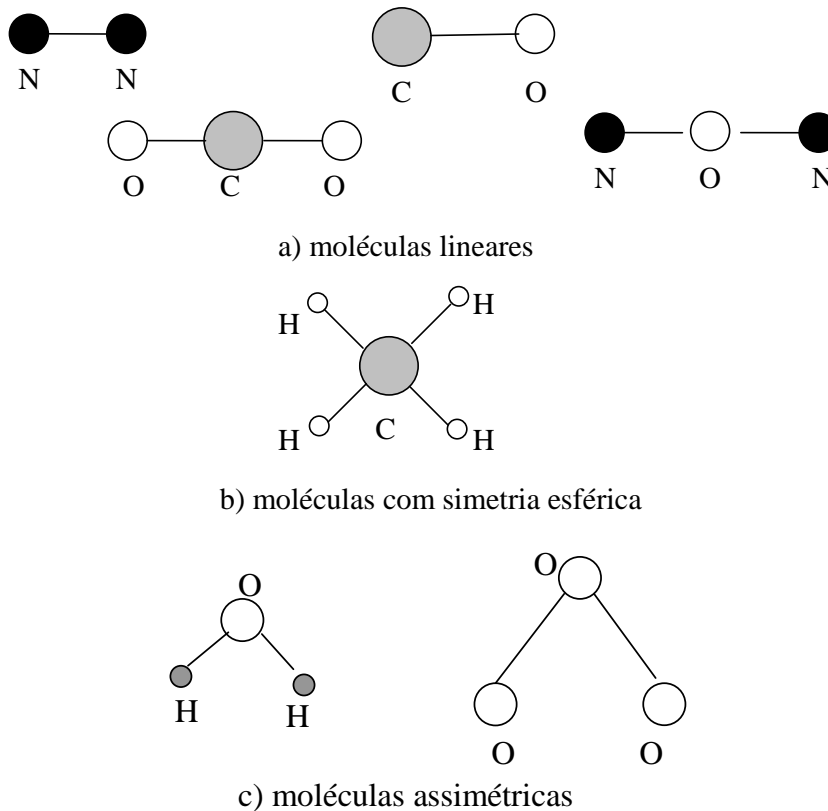 N N
C O
O C O
N O N
a) moléculas lineares
H H
H C H
b) moléculas com simetria esférica
O
H H
O
O O
c) moléculas assimétricas